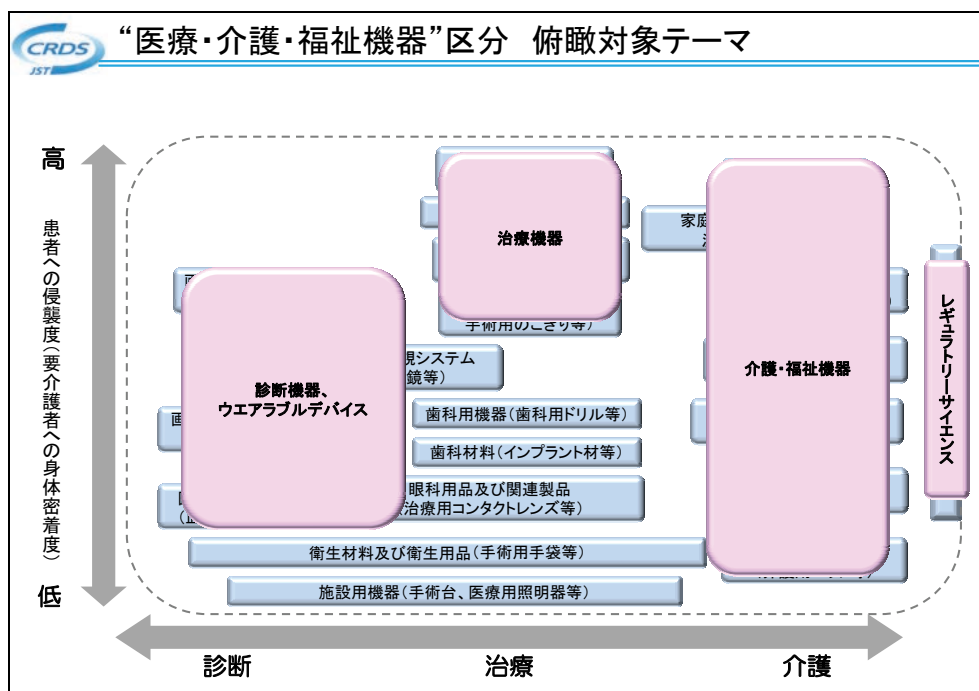 CRDS
JST
“医療・介護・福祉機器”区分 俯瞰対象テーマ
高
患者への侵襲度(要介護者への身体密着度)
低
治療機器
家庭
手術用のこぎり等)
診断機器、
ウエアラブルデバイス
システム
鏡等)
歯科用機器(歯科用ドリル等)
歯科材料(インプラント材等)
眼科用品及び関連製品
治療用コンタクトレンズ等)
介護・福祉機器
レギュラトリーサイエンス
衛生材料及び衛生用品(手術用手袋等)
施設用機器(手術台、医療用照明器等)
診断
治療
介護